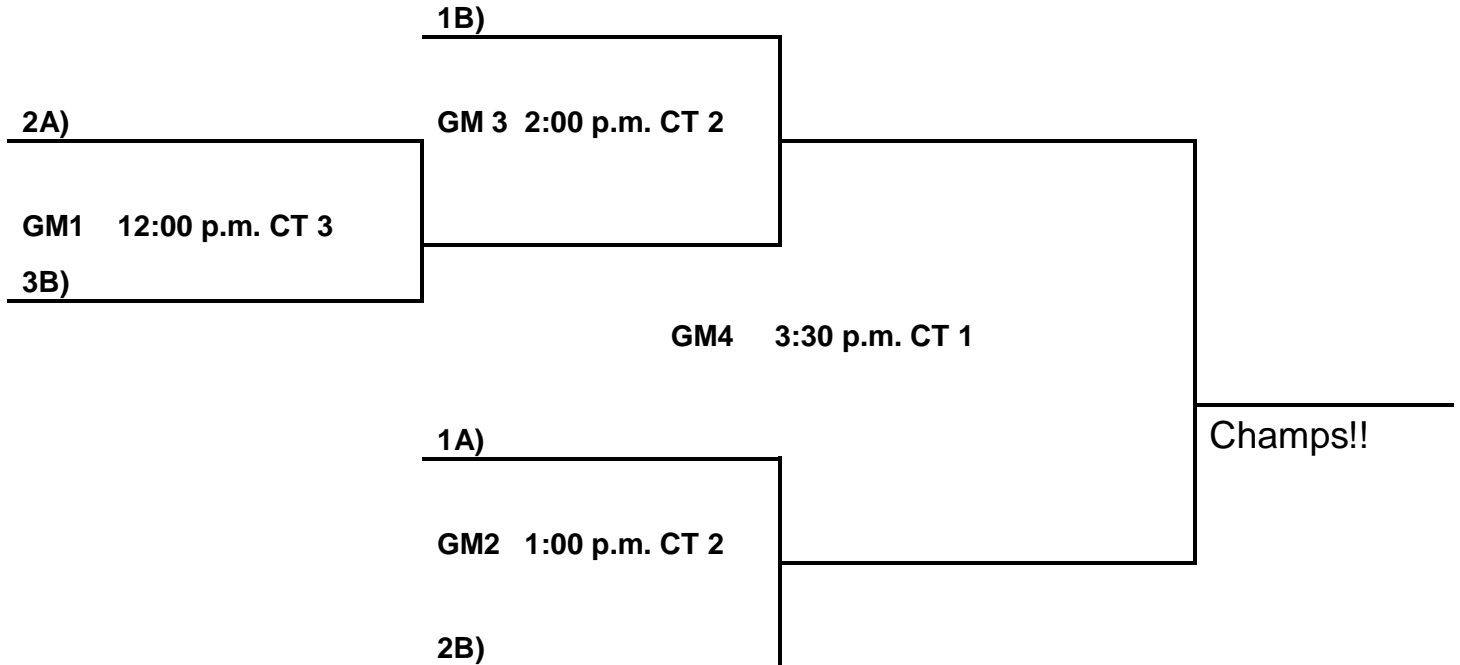 1B)
2A)
GM 3 2:00 p.m. CT 2
GM1 12:00 p.m. CT 3
3B)
GM4 3:30 p.m. CT 1
1A)
Champs!!
GM2 1:00 p.m. CT 2
2B)